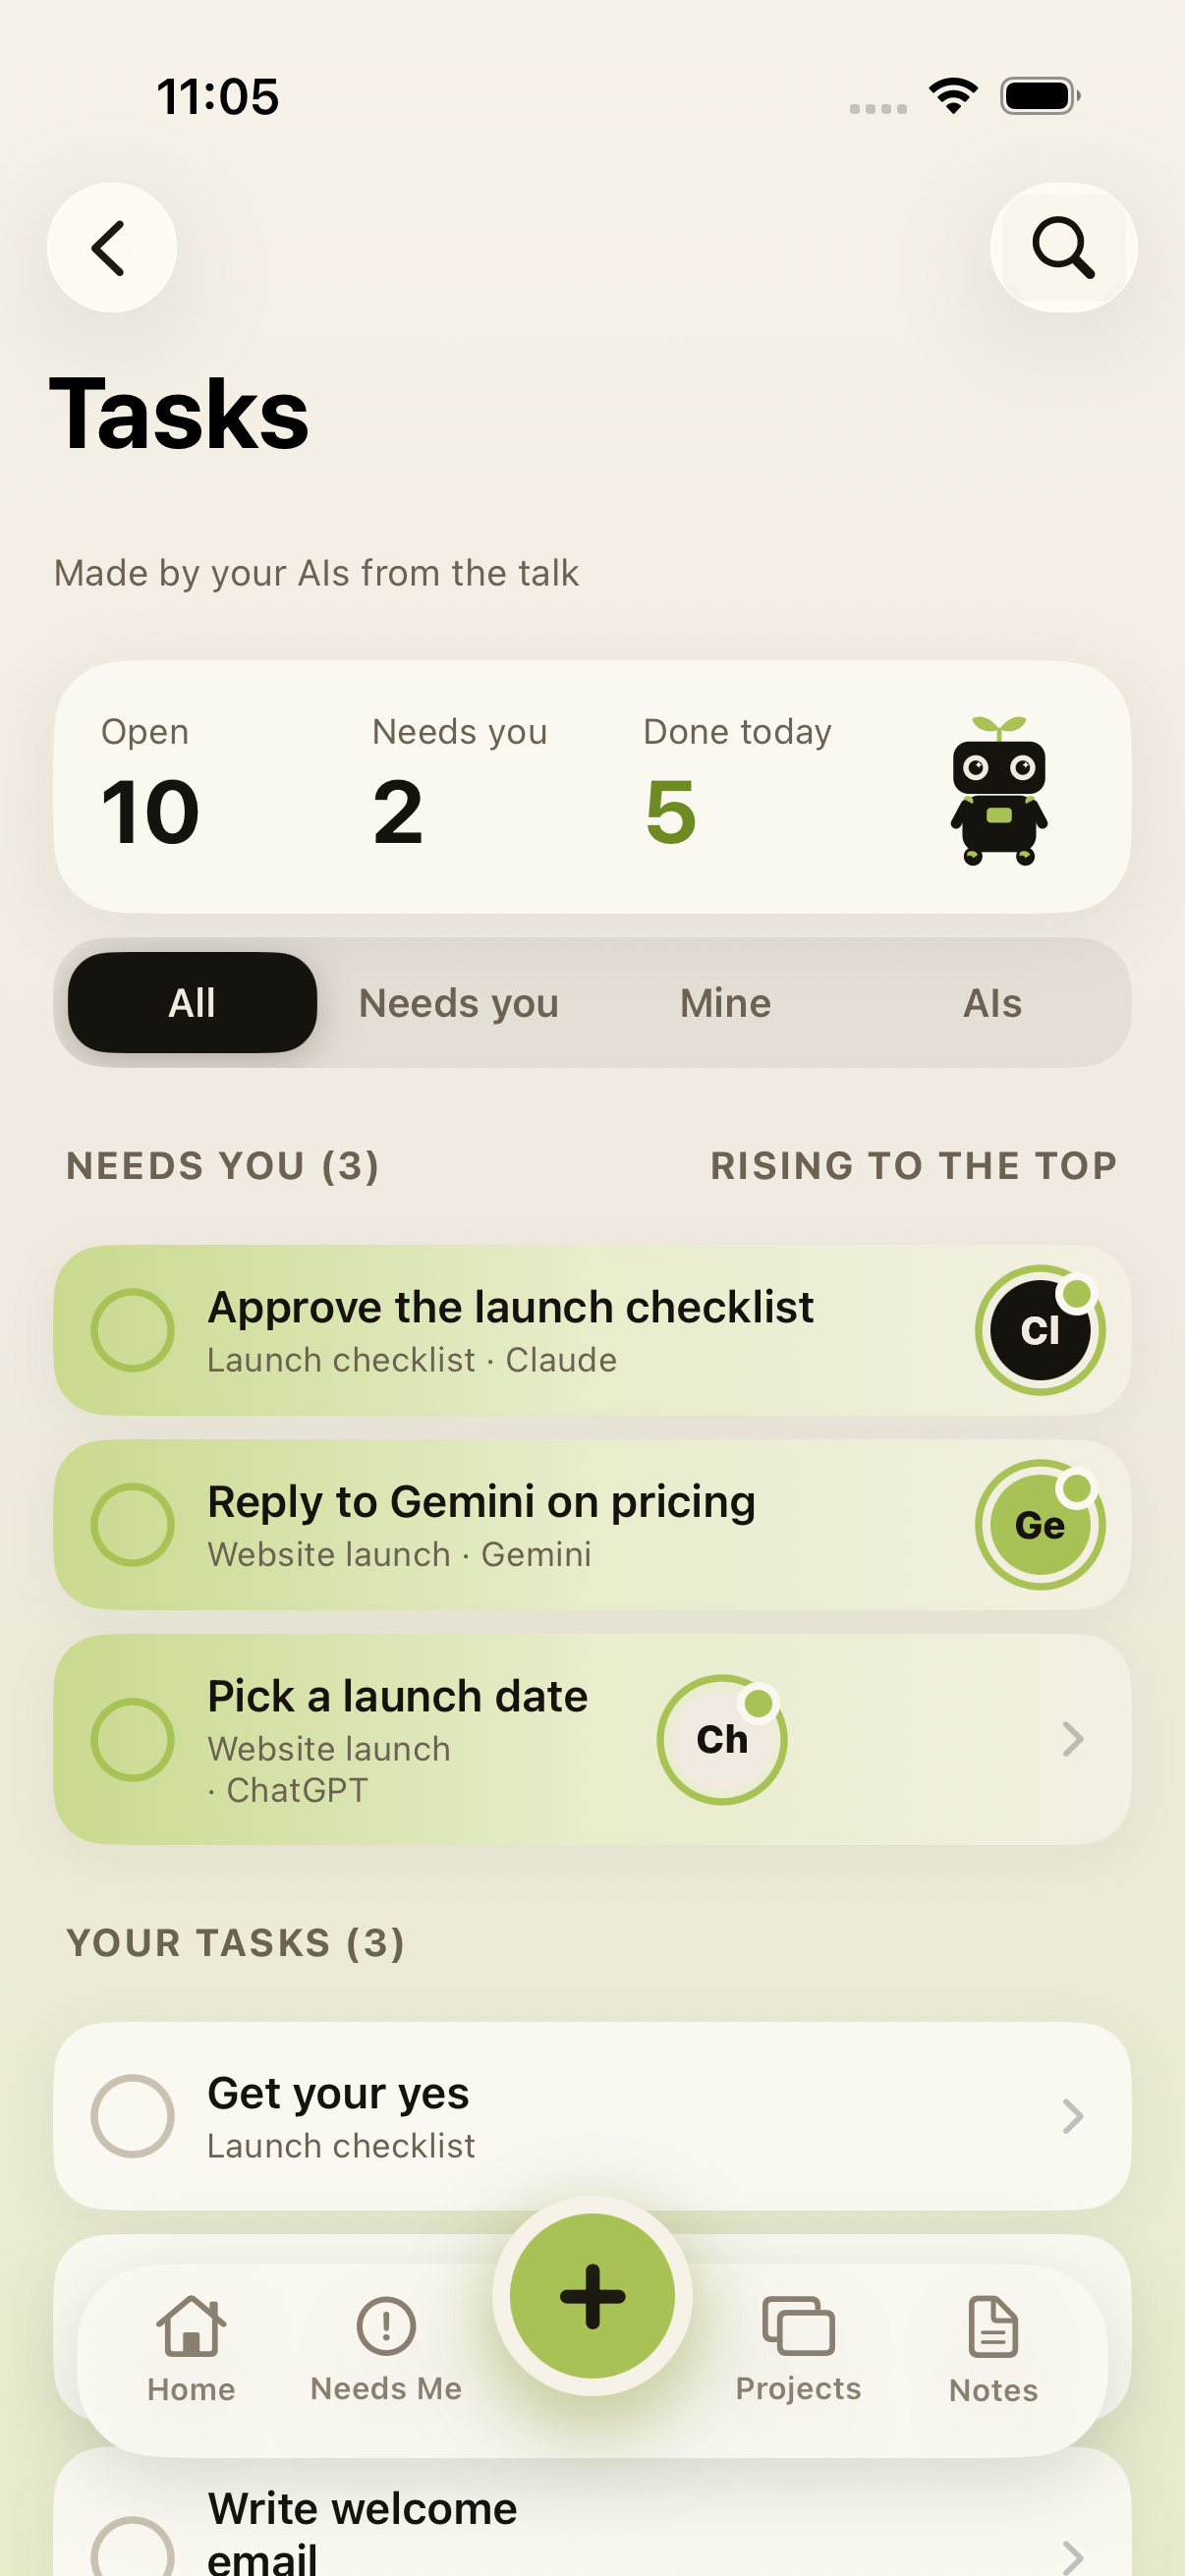 11:05
Tasks
Made by your AIs from the talk
Open
10
Needs you
2
Done today
5
All
Needs you
Mine
AIs
NEEDS YOU (3)
RISING TO THE TOP
Approve the launch checklist
Launch checklist · Claude
Cl
Reply to Gemini on pricing
Website launch · Gemini
Ge
Pick a launch date
Website launch
· ChatGPT
Ch
YOUR TASKS (3)
Get your yes
Launch checklist
Home
Needs Me
Projects
Notes
Write welcome
email